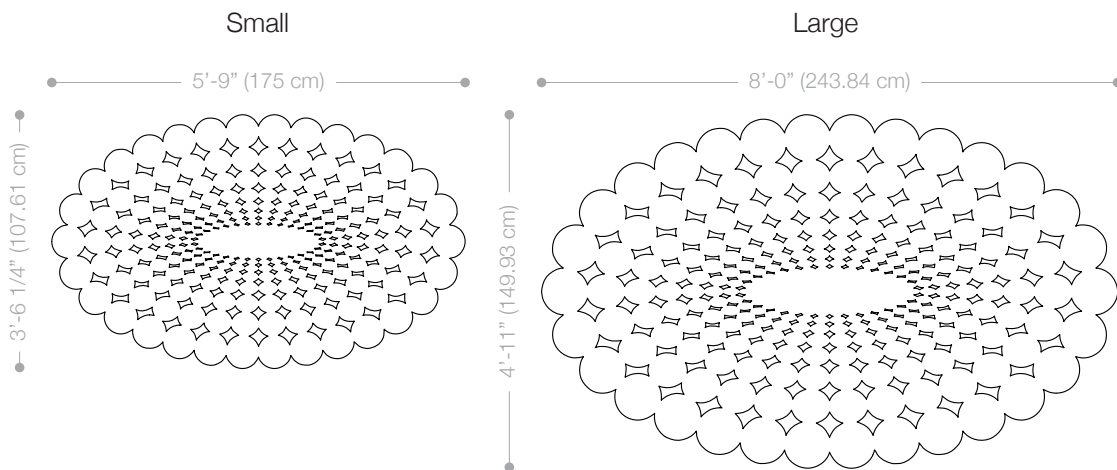 Small
Large
5’-9” (175 cm)
8’-0” (243.84 cm)
3’-6 1/4” (107.61 cm)
4’-11” (149.93 cm)